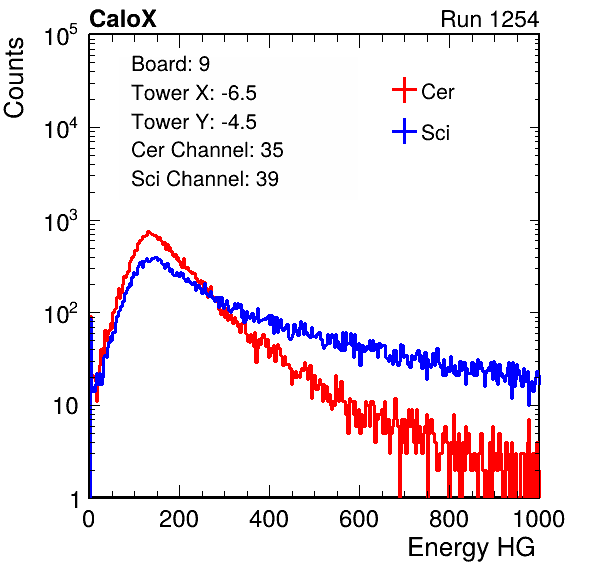 CaloX Run 1254
Counts
Board: 9
Tower X: -6.5
Tower Y: -4.5
Cer Channel: 35
Sci Channel: 39
Cer
Sci
10^5
10^4
10^3
10^2
10
1
0 200 400 600 800 1000
Energy HG